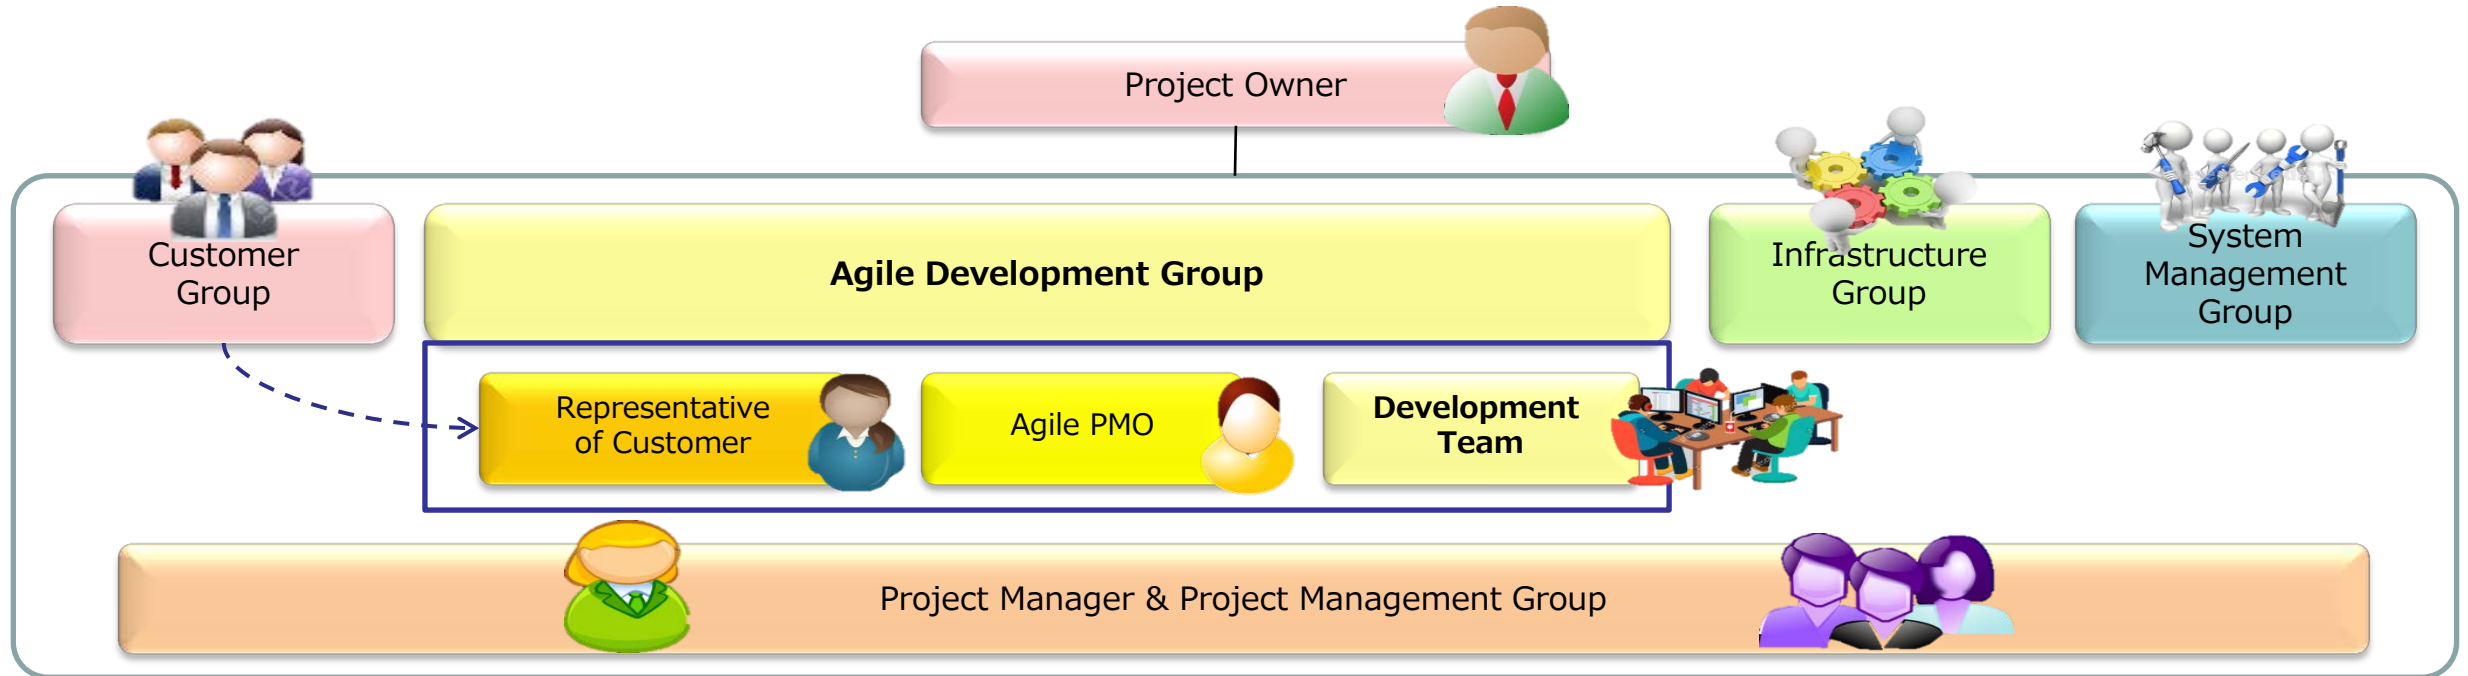 Project Owner
Customer
Group
Agile Development Group
Infrastructure
Group
System
Management
Group
Representative
of Customer
Agile PMO
Development
Team
Project Manager & Project Management Group